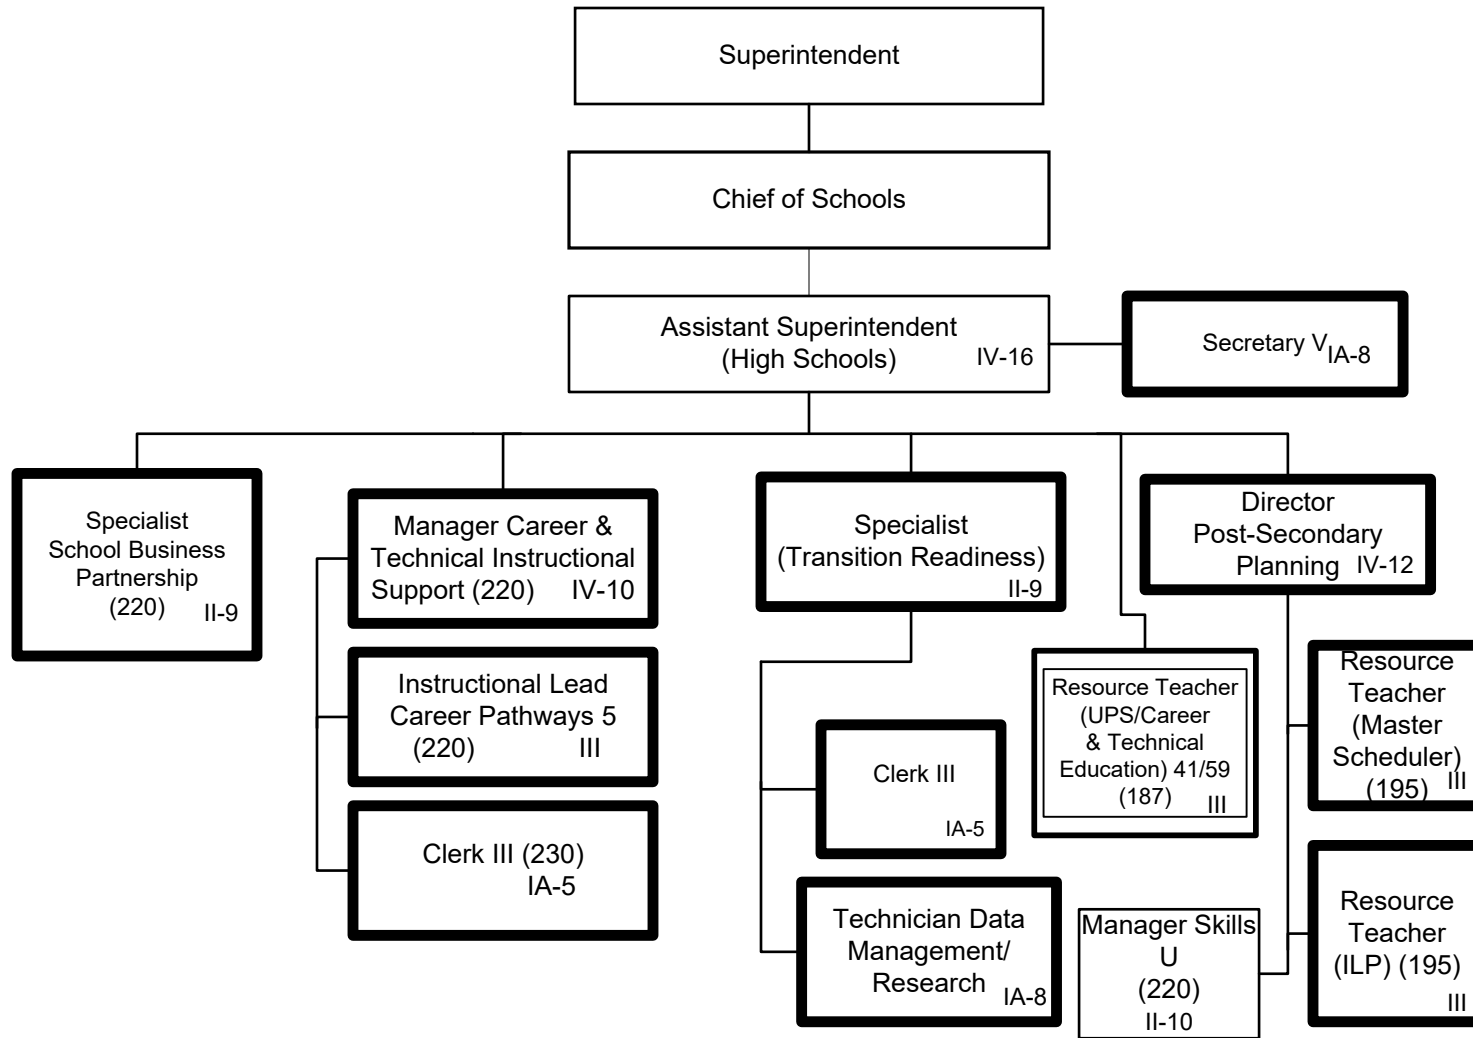 Superintendent
Chief of Schools
Assistant Superintendent
(High Schools) IV-16
Secretary V IA-8
Specialist
School Business
Partnership
(220) II-9
Manager Career &
Technical Instructional
Support (220) IV-10
Instructional Lead
Career Pathways 5
(220) III
Clerk III (230)
IA-5
Specialist
(Transition Readiness)
II-9
Clerk III
IA-5
Technician Data
Management/
Research IA-8
Resource Teacher
(UPS/Career
& Technical
Education) 41/59
(187) III
Director
Post-Secondary
Planning IV-12
Resource
Teacher
(Master
Scheduler)
(195) III
Manager Skills
U
(220)
II-10
Resource
Teacher
(ILP) (195)
III